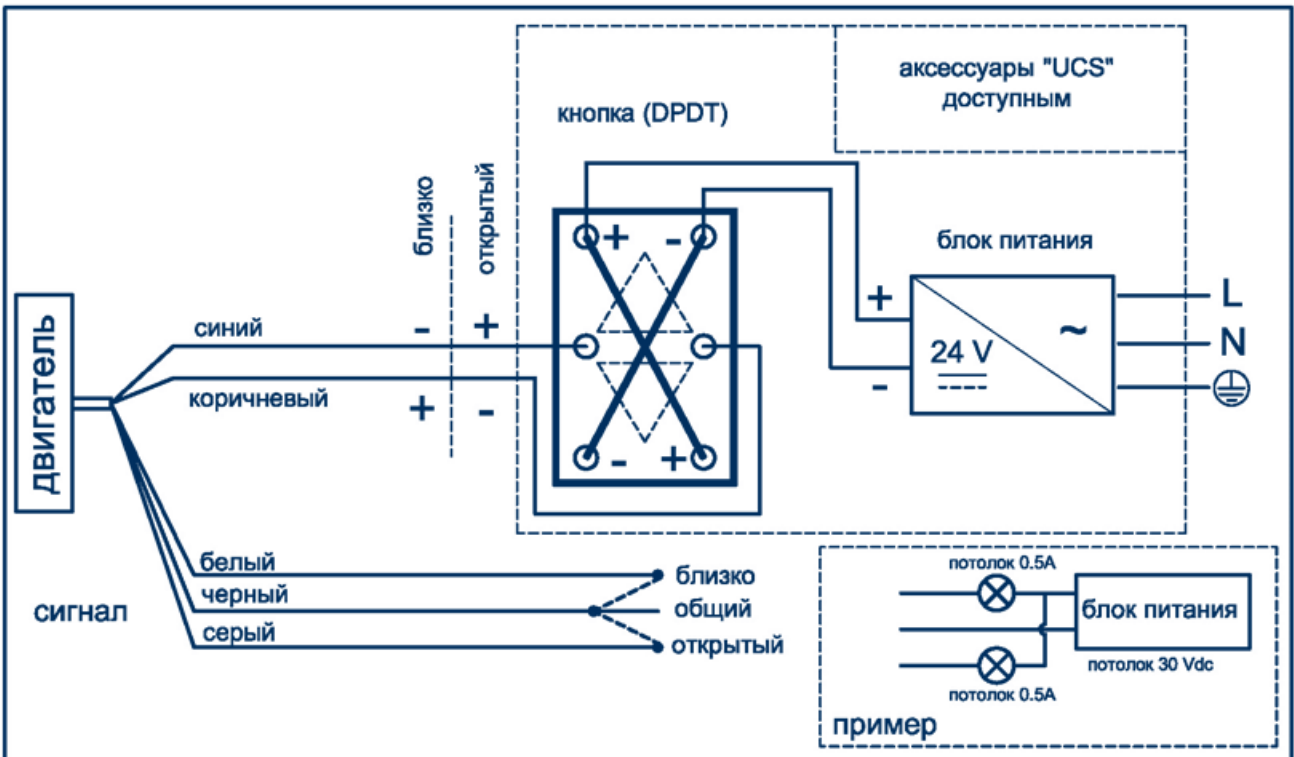 аксессуары "UCS"
доступным
кнопка (DPDT)
близко
открытый
блок питания
+ -
+
L
двигатель
синий
- +
24 V
~
N
коричневый
+ -
-
- +
белый
близко
черный
общий
сигнал
серый
открытый
потолок 0.5A
блок питания
потолок 30 Vdc
потолок 0.5A
пример